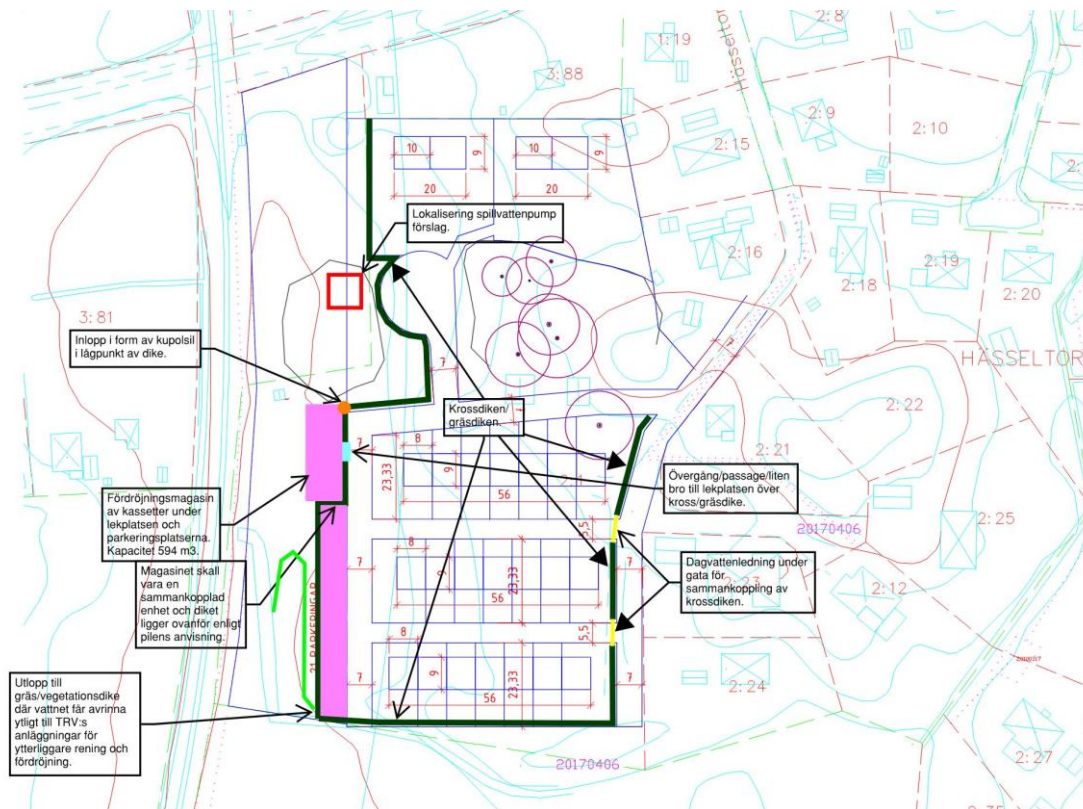 1:19
2:8
Hässeltor
3:88
2:9
2:10
2:15
10
9
10
9
20
20
Lokalisering spillvattenpump
förslag.
2:16
2:19
2:18
2:20
3:81
Inlopp i form av kupolsil
i lågpunkt av dike.
7
HÄSSELTOR
7
Krossdiken/
gräsdiken.
2:22
7
8
23,33
9
56
2:21
Övergång/passage/liten
bro till lekplatsen över
kross/gräsdike.
Fördröjningsmagasin
av kassetter under
lekplatsen och
parkeringsplatserna.
Kapacitet 594 m3.
20170406
2:25
5,5
8
7
9
23,33
56
7
Dagvattenledning under
gata för
sammankoppling av
krossdiken.
2:23
2:12
Magasinet skall
vara en
sammankopplad
enhet och diket
ligger ovanför enligt
pilens anvisning.
21 PARKERINGAR
5,5
8
7
9
23,33
56
7
2:24
Utlopp till
gräs/vegetationsdike
där vattnet får avrinna
ytligt till TRV:s
anläggningar för
ytterliggare rening och
fördröjning.
20170406
2:27